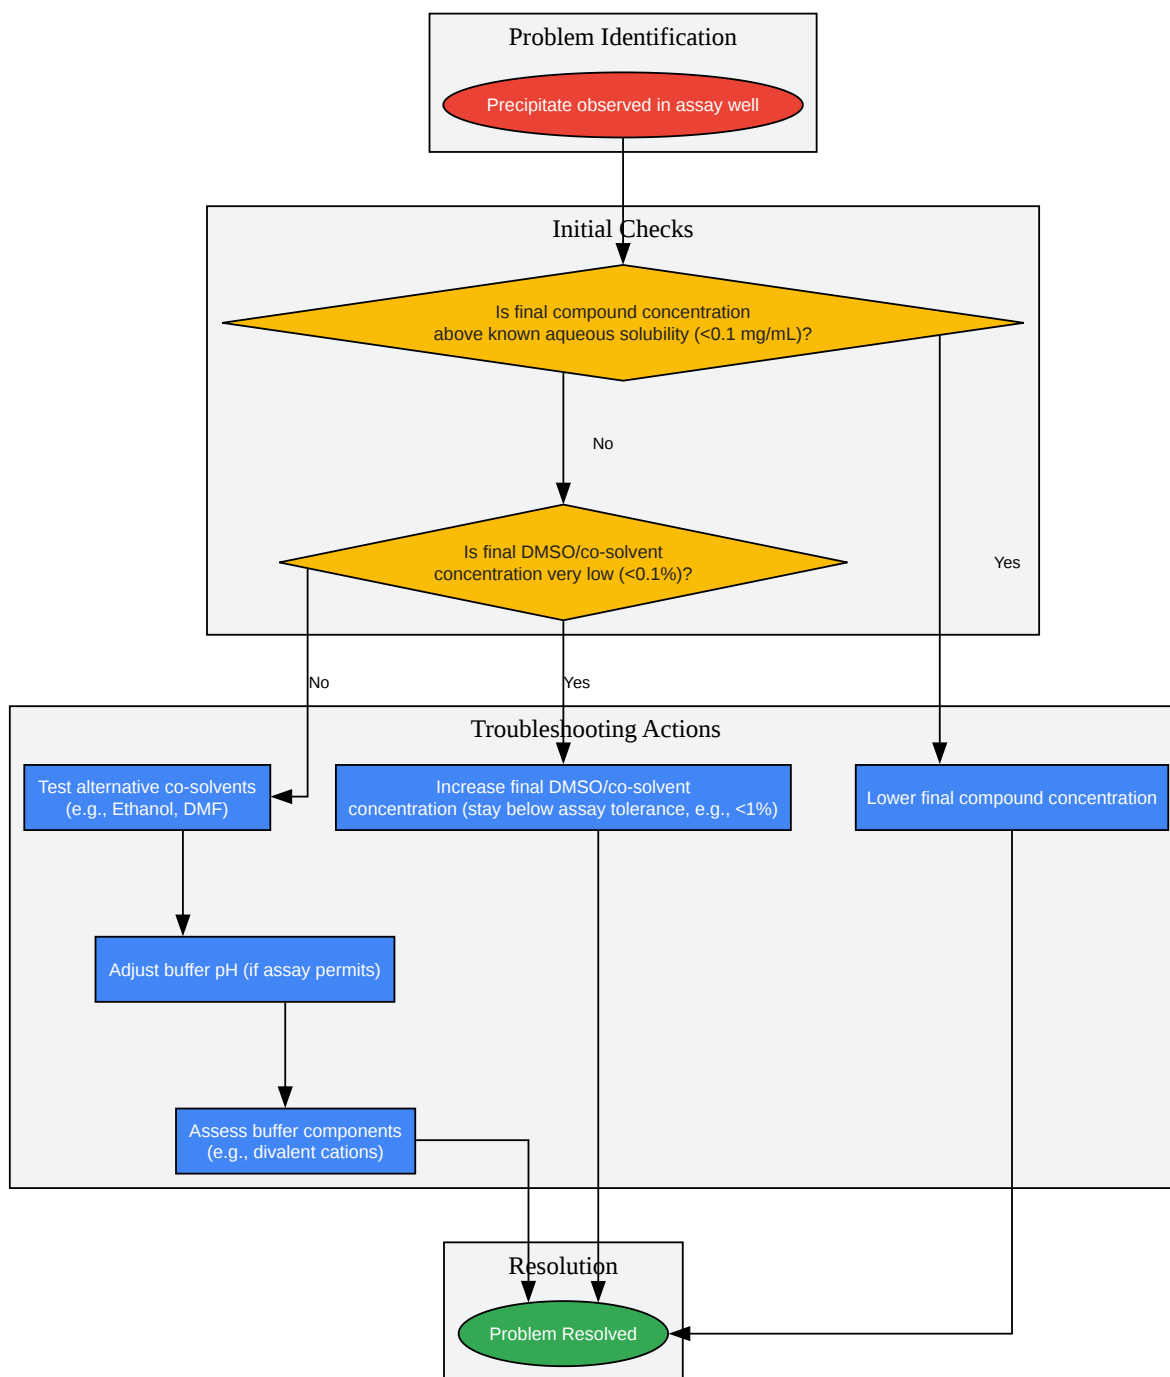 Problem Identification
Precipitate observed in assay well
Initial Checks
Is final compound concentration
above known aqueous solubility (<0.1 mg/mL)?
No
Is final DMSO/co-solvent
concentration very low (<0.1%)?
Yes
No
Yes
Troubleshooting Actions
Test alternative co-solvents
(e.g., Ethanol, DMF)
Increase final DMSO/co-solvent
concentration (stay below assay tolerance, e.g., <1%)
Lower final compound concentration
Adjust buffer pH (if assay permits)
Assess buffer components
(e.g., divalent cations)
Resolution
Problem Resolved